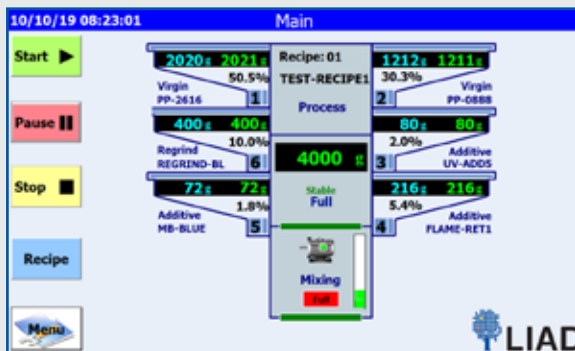 10/10/19 08:23:01 Main
Start
Pause
Stop
Recipe
Menu
2020g 2021g
50.5%
Virgin
PP-2616
1
400g 400g
10.0%
Regrind
REGRIND-BL
6
72g 72g
1.8%
Additive
MB-BLUE
5
Recipe: 01
TEST-RECIPE1
Process
4000 g
Stable
Full
Mixing
Full
1212g 1211g
30.3%
Virgin
PP-0888
2
80g 80g
2.0%
Additive
UV-ADDS
3
216g 216g
5.4%
Additive
FLAME-RET1
4
LIAD